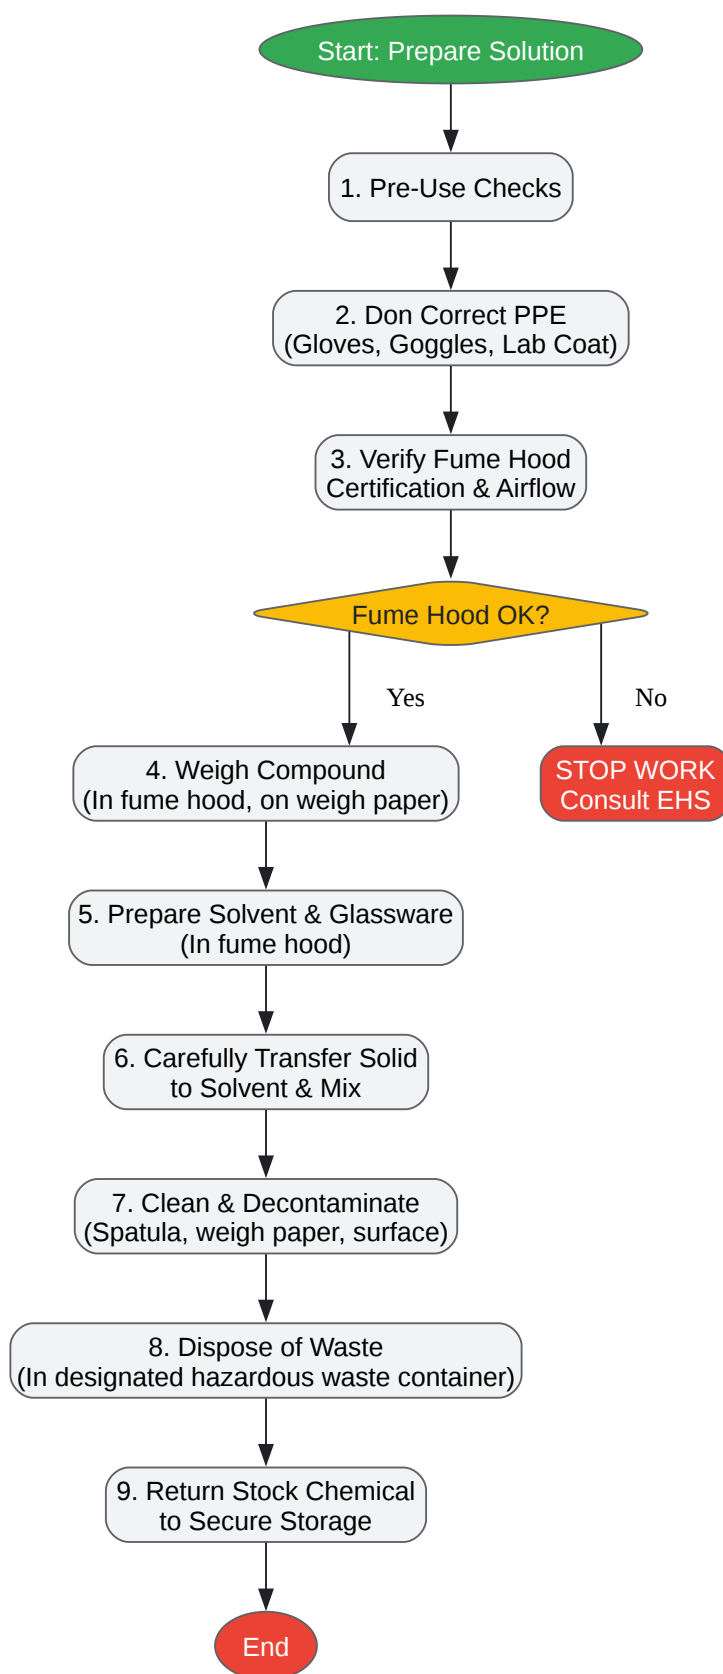 Start: Prepare Solution
1. Pre-Use Checks
2. Don Correct PPE
(Gloves, Goggles, Lab Coat)
3. Verify Fume Hood
Certification & Airflow
Fume Hood OK?
Yes
No
4. Weigh Compound
(In fume hood, on weigh paper)
STOP WORK
Consult EHS
5. Prepare Solvent & Glassware
(In fume hood)
6. Carefully Transfer Solid
to Solvent & Mix
7. Clean & Decontaminate
(Spatula, weigh paper, surface)
8. Dispose of Waste
(In designated hazardous waste container)
9. Return Stock Chemical
to Secure Storage
End